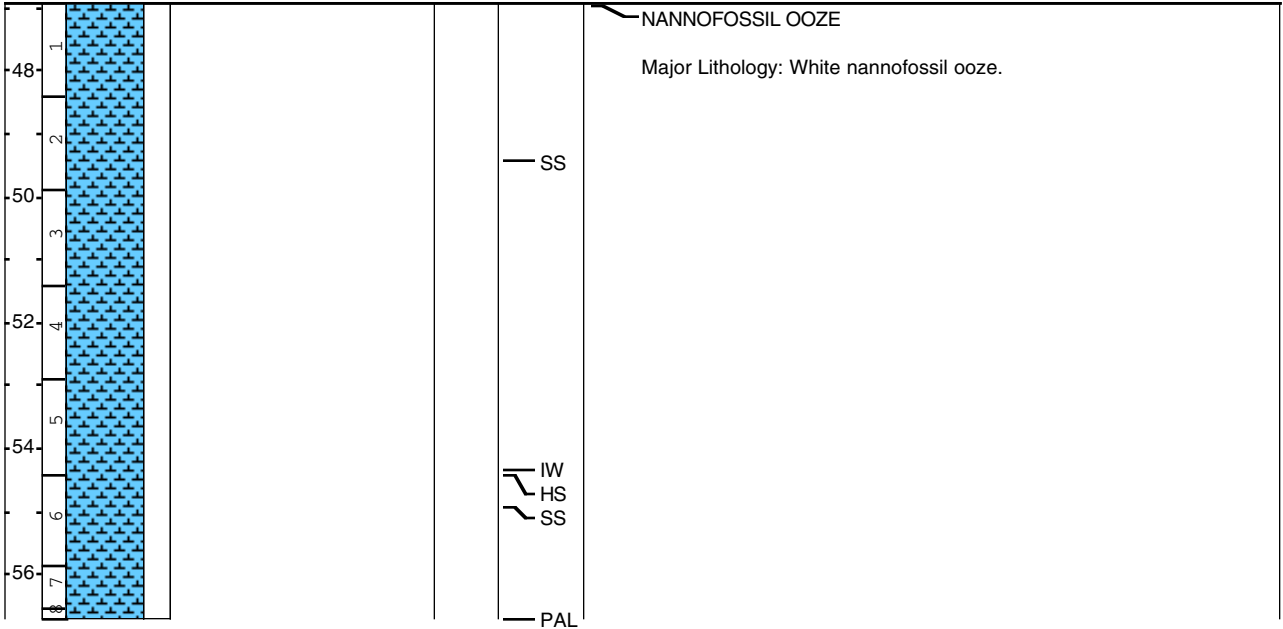 NANNOFOSSIL OOZE
1
48
Major Lithology: White nannofossil ooze.
2
SS
50
3
52
4
5
54
IW
HS
6
SS
56
7
8
PAL